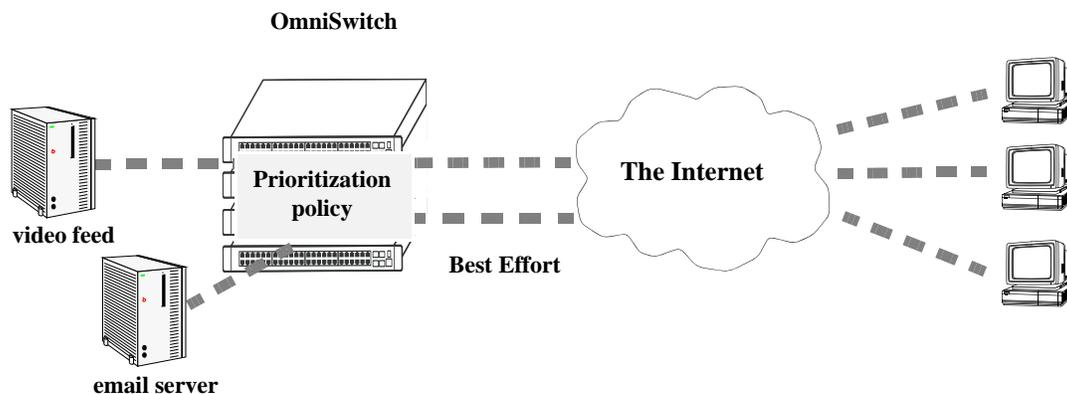 OmniSwitch
Prioritization
policy
The Internet
video feed
Best Effort
email server